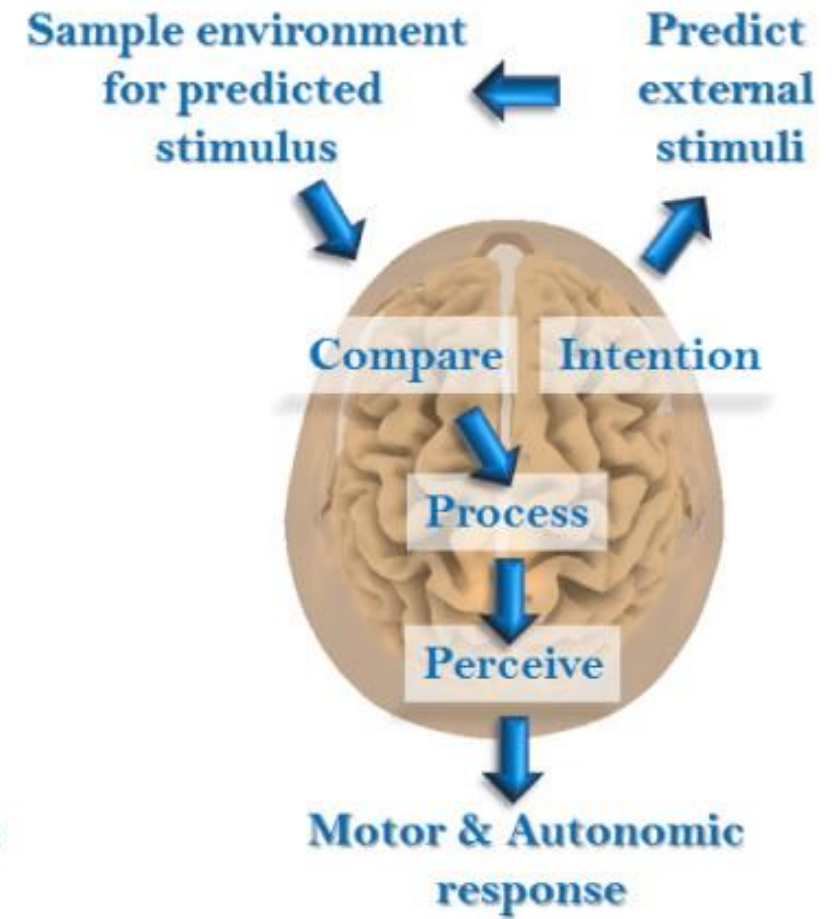 Sample environment
for predicted
stimulus
Predict
external
stimuli
Compare
Intention
Process
Perceive
Motor & Autonomic
response